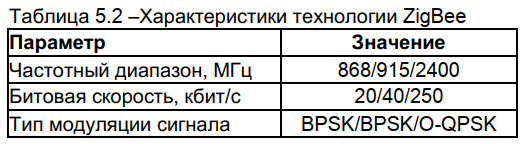 Таблица 5.2 –Характеристики технологии ZigBee
Параметр Значение
Частотный диапазон, МГц 868/915/2400
Битовая скорость, кбит/с 20/40/250
Тип модуляции сигнала BPSK/BPSK/O-QPSK